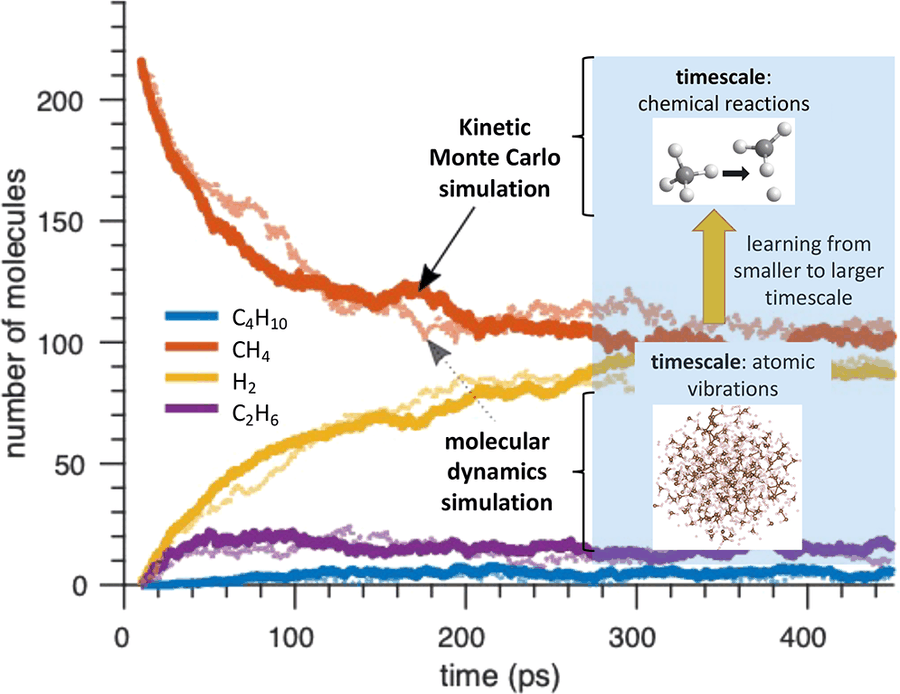 number of molecules
200
150
100
50
0
0
100
200
300
400
time (ps)
C₄H₁₀
CH₄
H₂
C₂H₆
Kinetic
Monte Carlo
simulation
molecular
dynamics
simulation
timescale:
chemical reactions
learning from
smaller to larger
timescale
timescale: atomic
vibrations